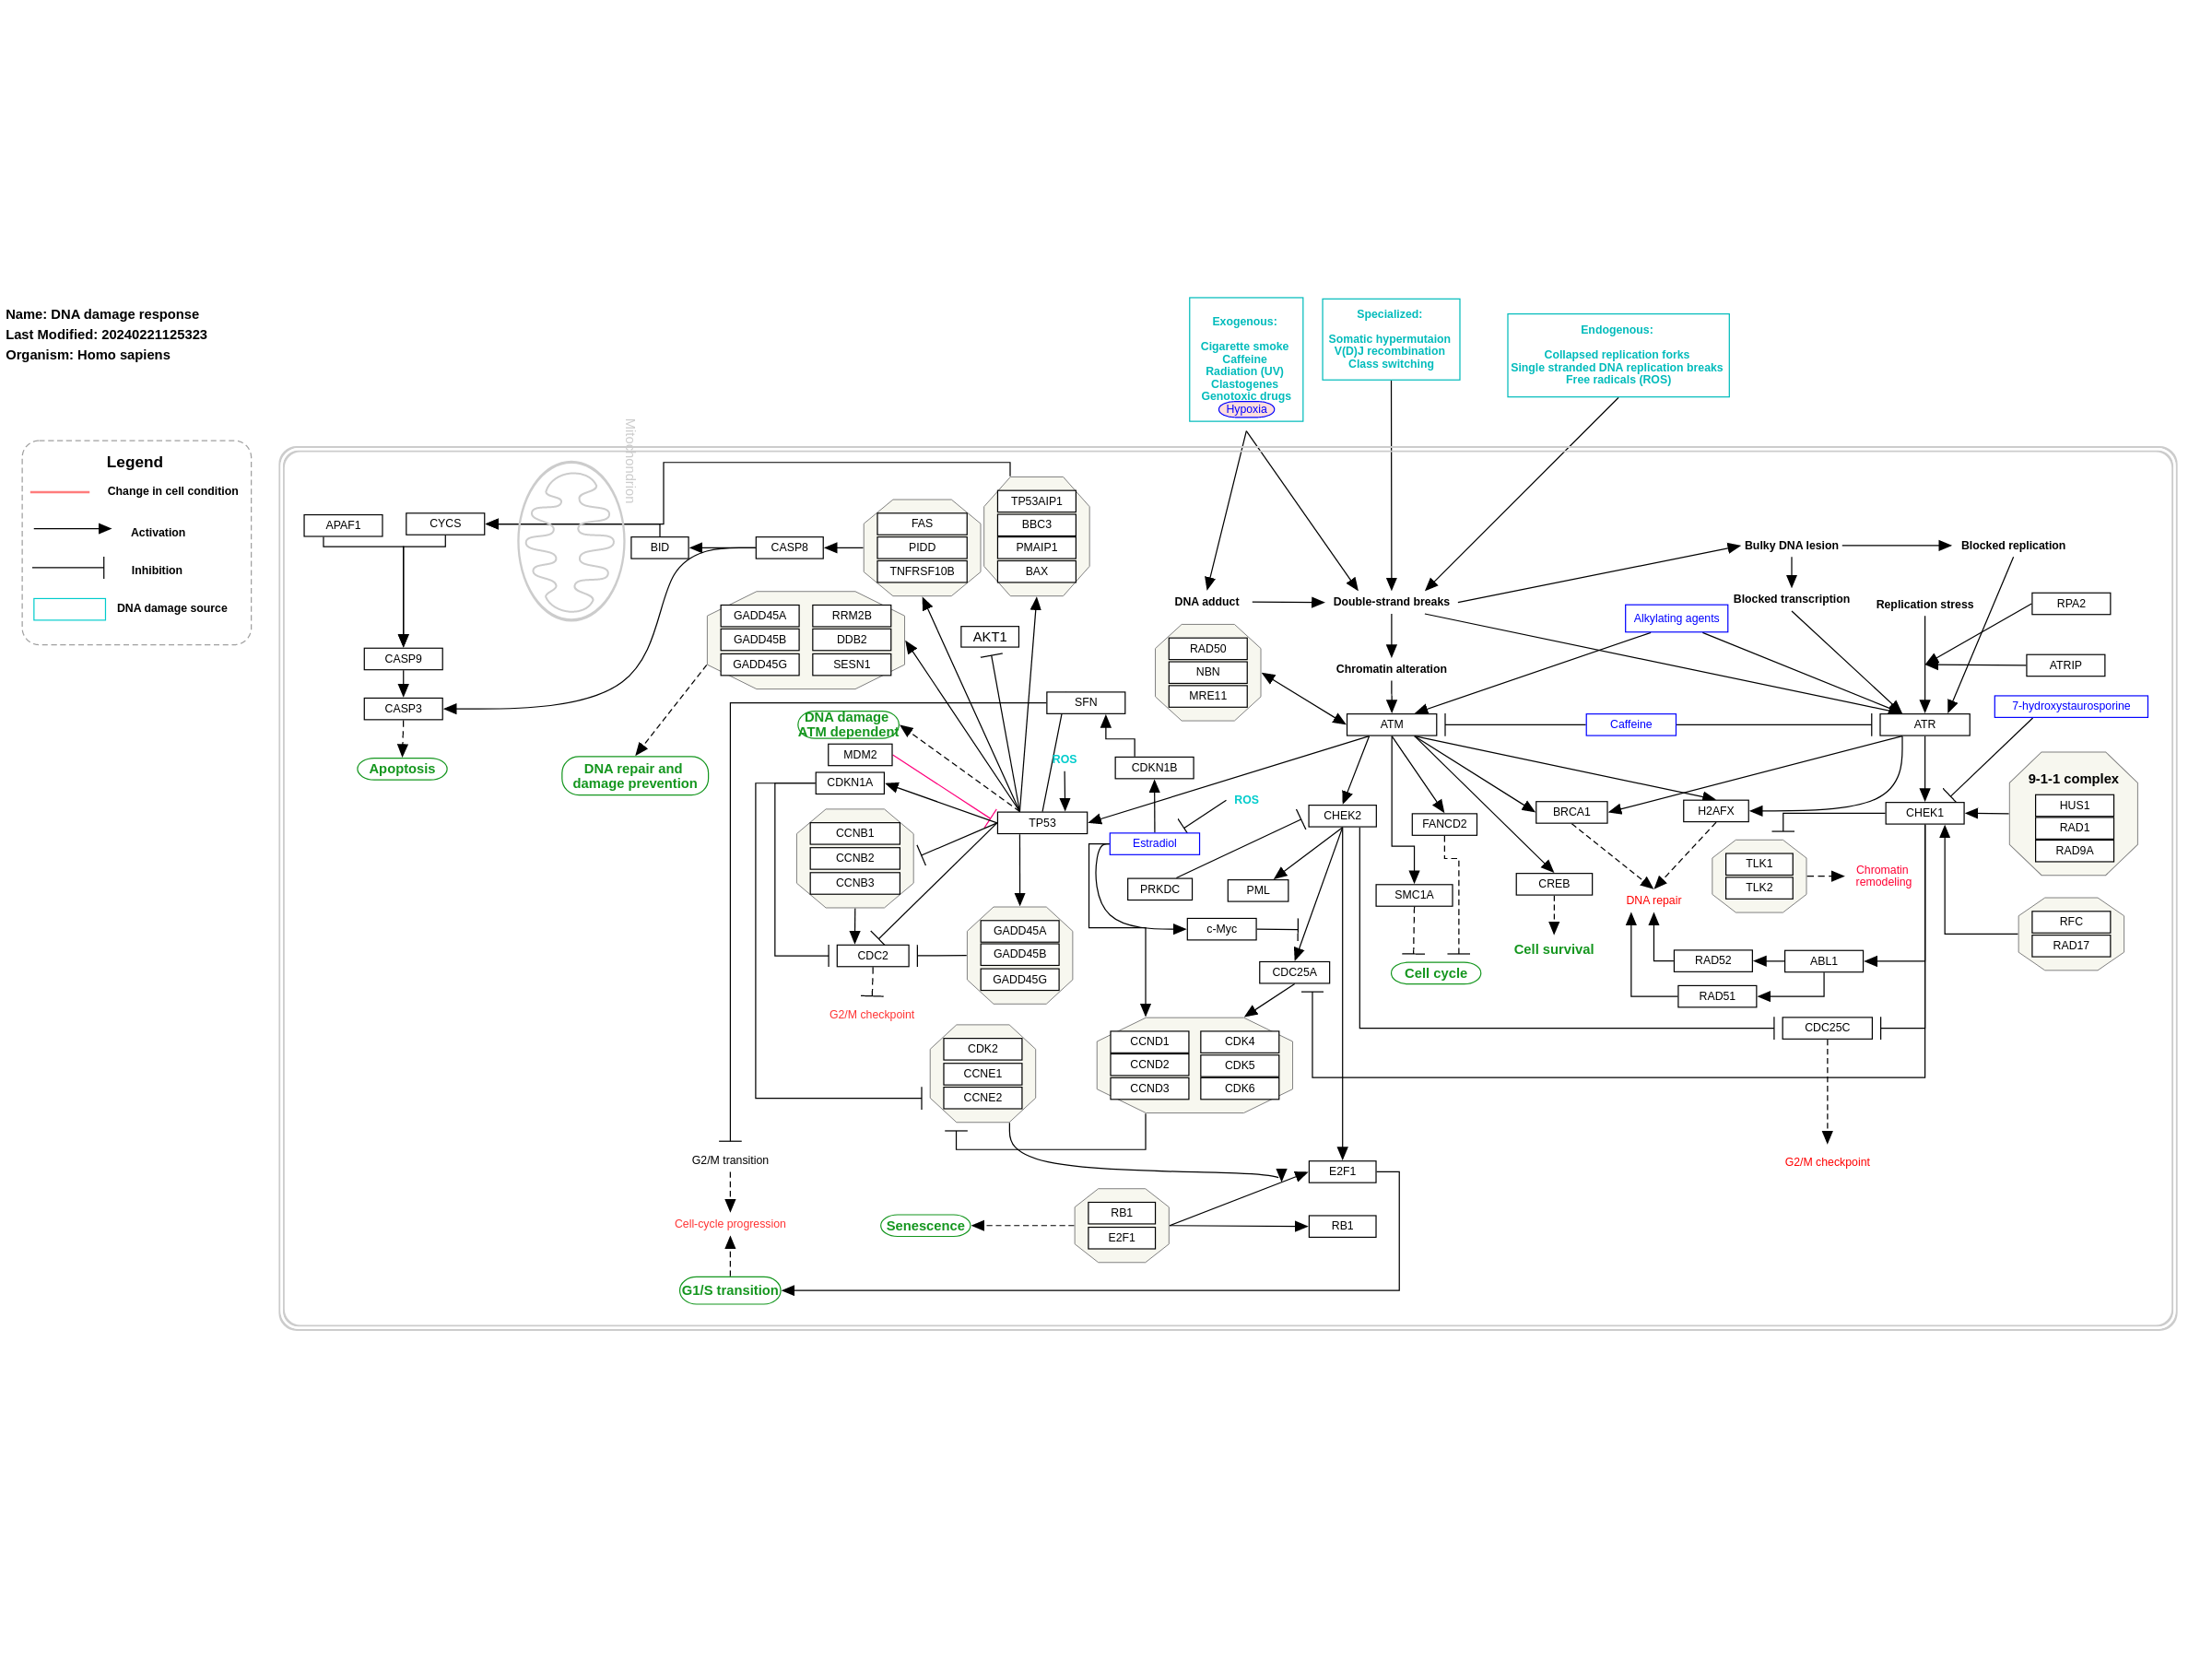 Name: DNA damage response
Last Modified: 20240221125323
Organism: Homo sapiens
Legend
Change in cell condition
Activation
Inhibition
DNA damage source
Exogenous:
Cigarette smoke
Caffeine
Radiation (UV)
Clastogenes
Genotoxic drugs
Hypoxia
Specialized:
Somatic hypermutaion
V(D)J recombination
Class switching
Endogenous:
Collapsed replication forks
Single stranded DNA replication breaks
Free radicals (ROS)
Mitochondrion
APAF1
CYCS
BID
CASP8
FAS
PIDD
TNFRSF10B
TP53AIP1
BBC3
PMAIP1
BAX
CASP9
CASP3
Apoptosis
GADD45A
GADD45B
GADD45G
RRM2B
DDB2
SESN1
AKT1
DNA repair and
damage prevention
DNA damage
ATM dependent
MDM2
CDKN1A
SFN
ROS
CDKN1B
TP53
CCNB1
CCNB2
CCNB3
CDC2
G2/M checkpoint
GADD45A
GADD45B
GADD45G
CDK2
CCNE1
CCNE2
G2/M transition
Cell-cycle progression
G1/S transition
Senescence
RB1
E2F1
E2F1
RB1
DNA adduct
Double-strand breaks
Chromatin alteration
RAD50
NBN
MRE11
ATM
Caffeine
ATR
Alkylating agents
Bulky DNA lesion
Blocked replication
Blocked transcription
Replication stress
RPA2
ATRIP
7-hydroxystaurosporine
ROS
Estradiol
PRKDC
c-Myc
CHEK2
PML
CDC25A
CCND1
CCND2
CCND3
CDK4
CDK5
CDK6
FANCD2
SMC1A
Cell cycle
BRCA1
CREB
Cell survival
H2AFX
DNA repair
CHEK1
TLK1
TLK2
Chromatin
remodeling
9-1-1 complex
HUS1
RAD1
RAD9A
RFC
RAD17
RAD52
ABL1
RAD51
CDC25C
G2/M checkpoint